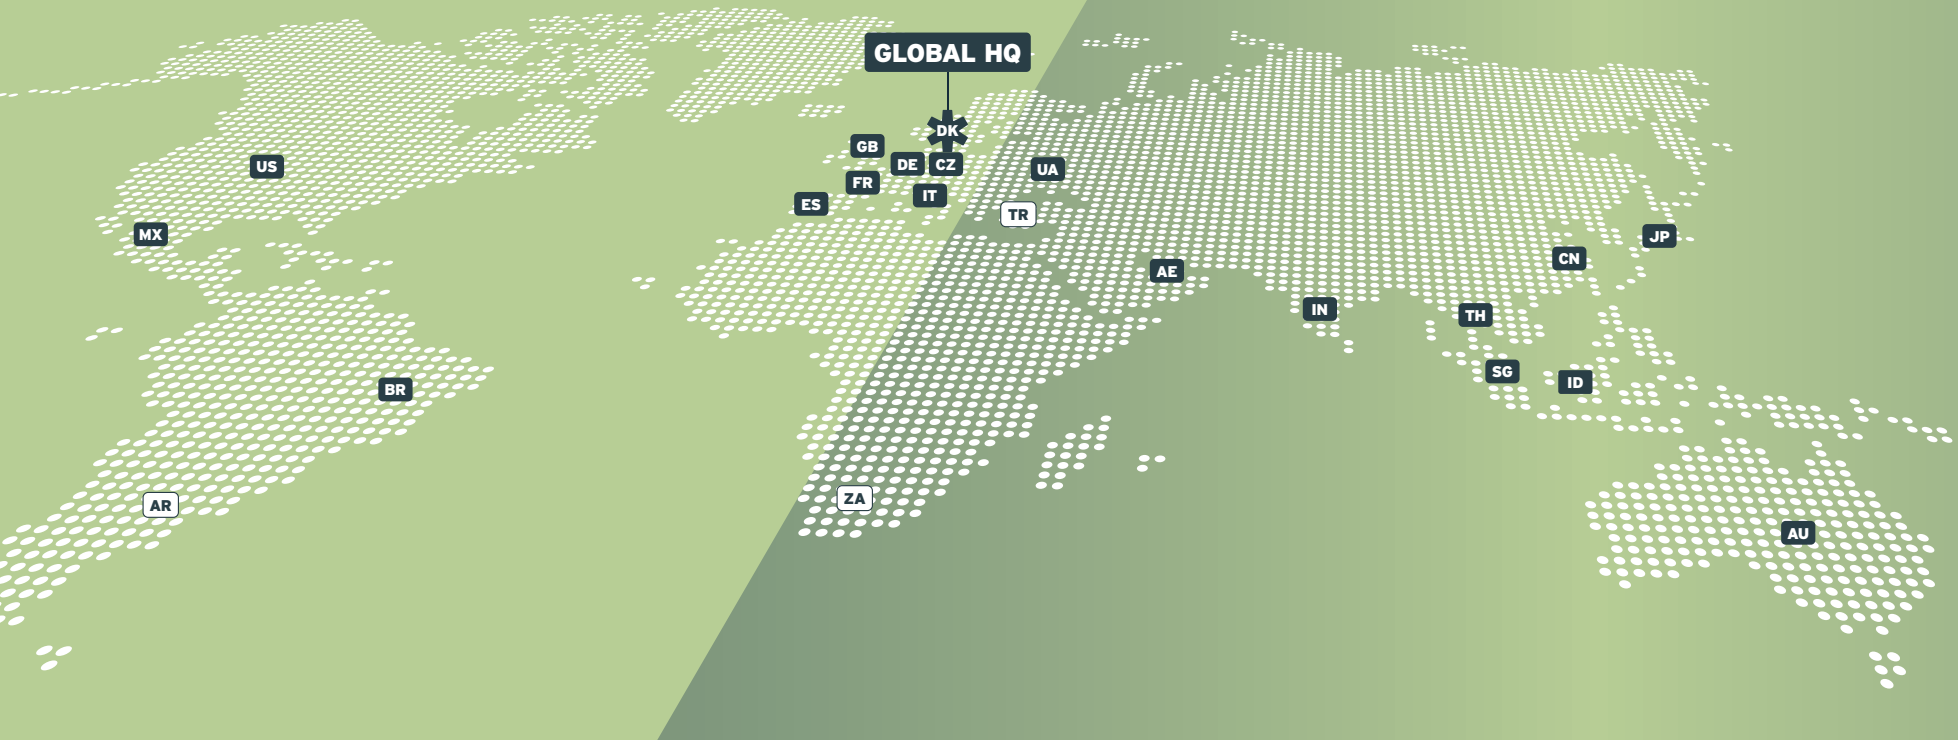 GLOBAL HQ
DK
GB
DE
CZ
US
UA
FR
IT
ES
TR
MX
JP
CN
AE
IN
TH
SG
ID
BR
ZA
AR
AU